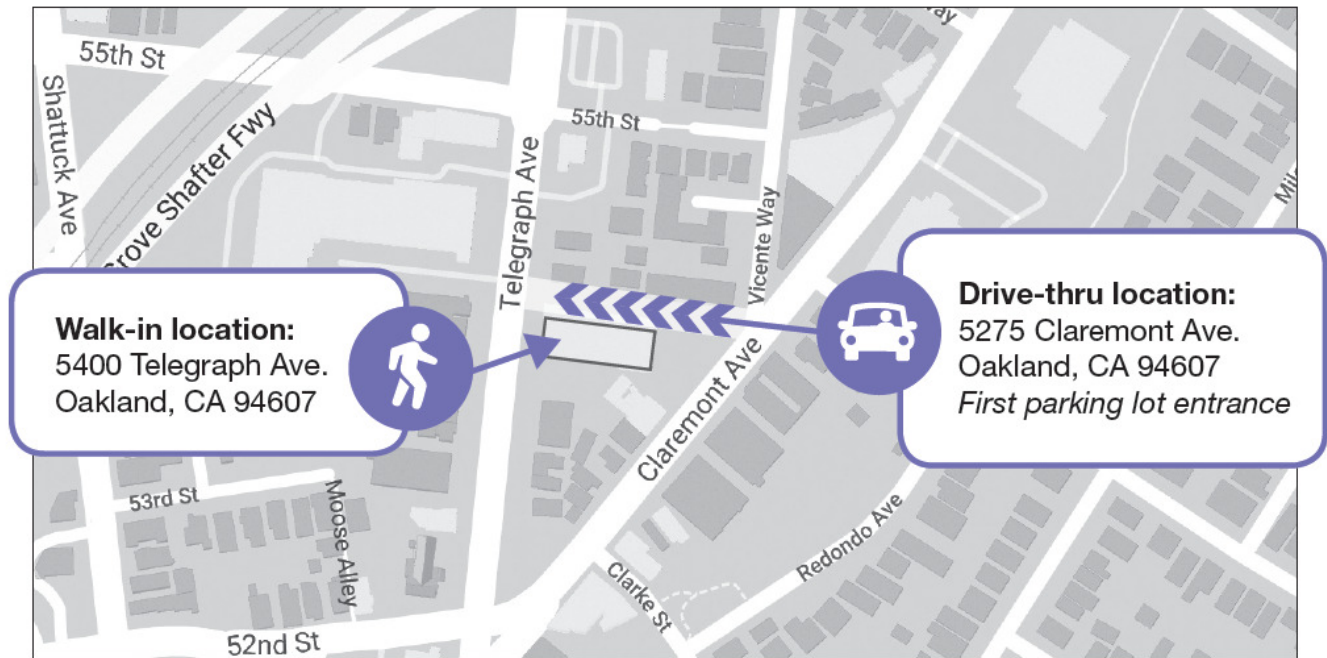 55th St
Shattuck Ave
Grove Shafter Fwy
Telegraph Ave
55th St
Vicente Way
Walk-in location:
5400 Telegraph Ave.
Oakland, CA 94607
Drive-thru location:
5275 Claremont Ave.
Oakland, CA 94607
First parking lot entrance
Claremont Ave
53rd St
Moose Alley
Redondo Ave
Clarke St
52nd St